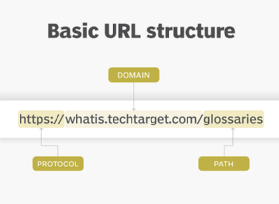 Basic URL structure
DOMAIN
https://whatis.techtarget.com/glossaries
PROTOCOL
PATH